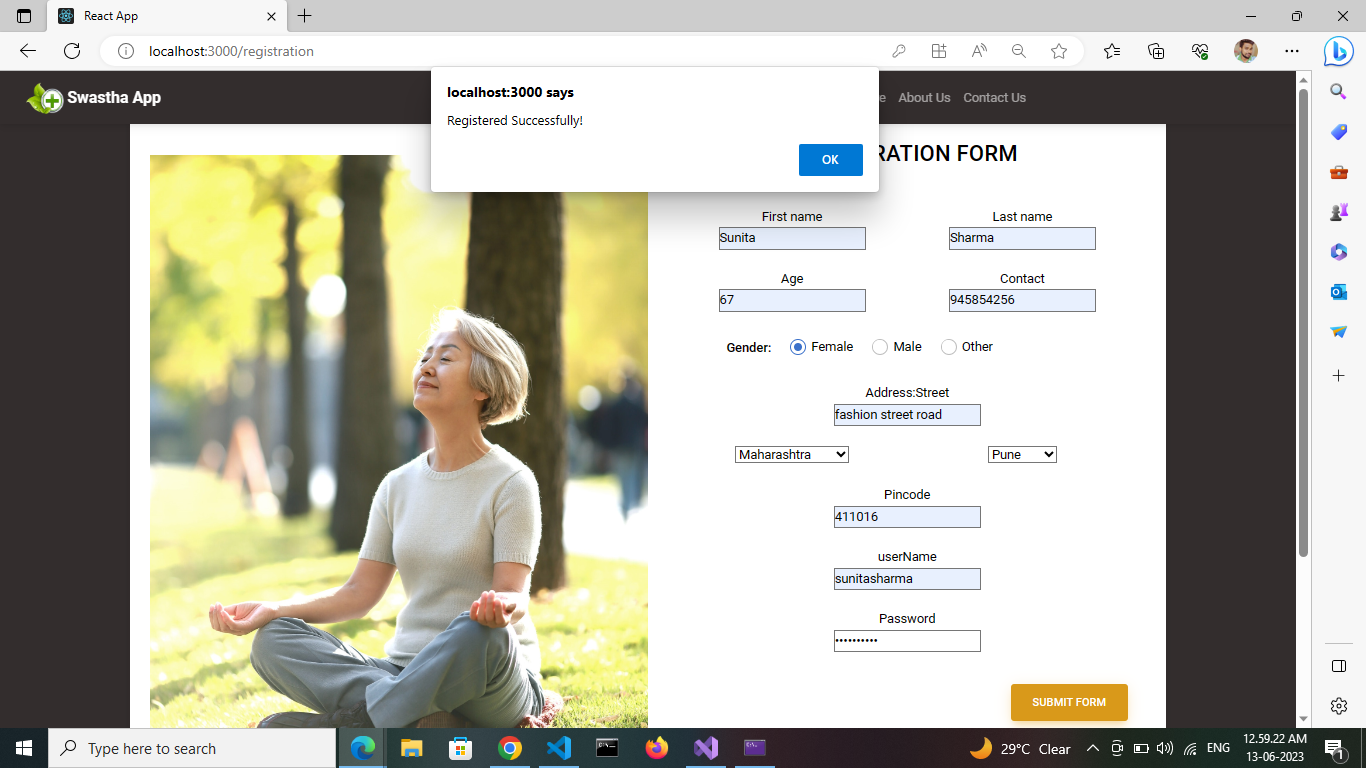 React App
localhost:3000/registration
Swastha App
About Us
Contact Us
localhost:3000 says
Registered Successfully!
OK
RATION FORM
First name
Last name
Sunita
Sharma
Age
Contact
67
945854256
Gender:
Female
Male
Other
Address:Street
fashion street road
Maharashtra
Pune
Pincode
411016
userName
sunitasharma
Password
••••••••••
SUBMIT FORM
Type here to search
29°C Clear
ENG
12.59.22 AM
13-06-2023
1